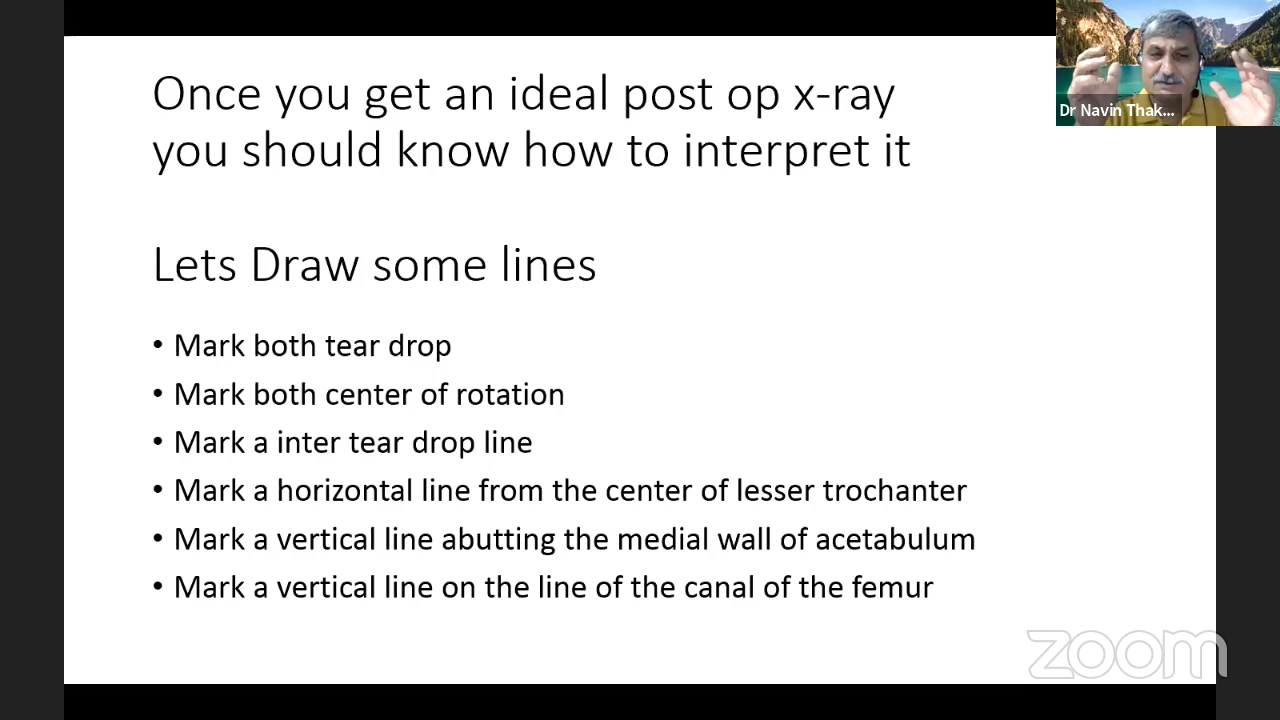 Once you get an ideal post op x-ray
you should know how to interpret it
Lets Draw some lines
• Mark both tear drop
• Mark both center of rotation
• Mark a inter tear drop line
• Mark a horizontal line from the center of lesser trochanter
• Mark a vertical line abutting the medial wall of acetabulum
• Mark a vertical line on the line of the canal of the femur
Dr Navin Thak...
zoom